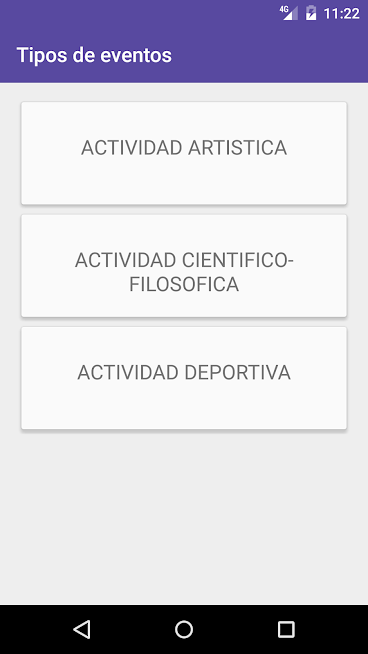 4G 11:22
Tipos de eventos
ACTIVIDAD ARTISTICA
ACTIVIDAD CIENTIFICO-
FILOSOFICA
ACTIVIDAD DEPORTIVA